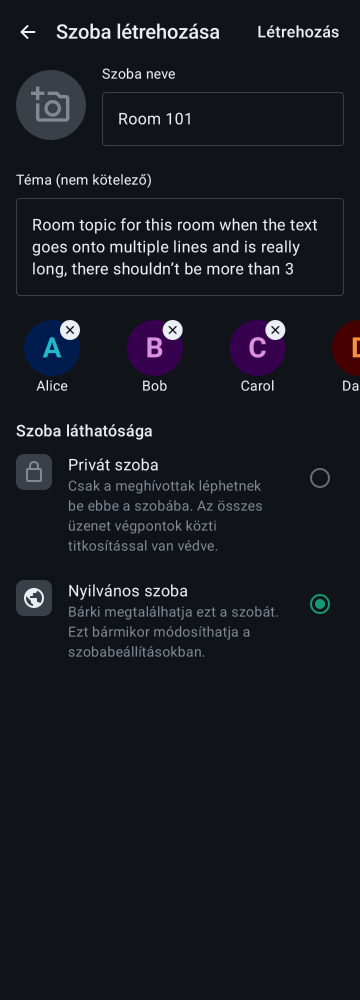 Szoba létrehozása
Létrehozás
Szoba neve
Room 101
Téma (nem kötelező)
Room topic for this room when the text
goes onto multiple lines and is really
long, there shouldn’t be more than 3
A
B
C
Alice
Bob
Carol
Da
Szoba láthatósága
Privát szoba
Csak a meghívottak léphetnek
be ebbe a szobába. Az összes
üzenet végpontok közti
titkosítással van védve.
Nyilvános szoba
Bárki megtalálhatja ezt a szobát.
Ezt bármikor módosíthatja a
szobabeállításokban.